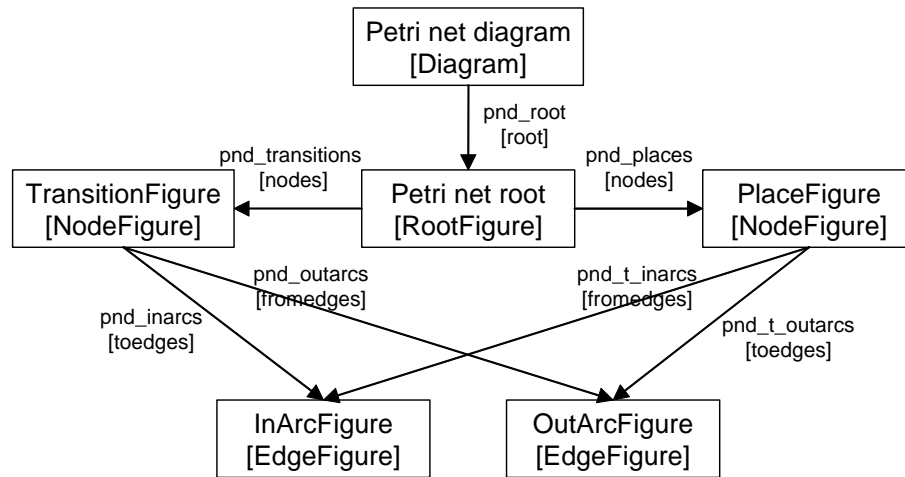 Petri net diagram
[Diagram]
pnd_root
[root]
pnd_transitions
[nodes]
pnd_places
[nodes]
TransitionFigure
[NodeFigure]
Petri net root
[RootFigure]
PlaceFigure
[NodeFigure]
pnd_outarcs
[fromedges]
pnd_t_inarcs
[fromedges]
pnd_inarcs
[toedges]
pnd_t_outarcs
[toedges]
InArcFigure
[EdgeFigure]
OutArcFigure
[EdgeFigure]